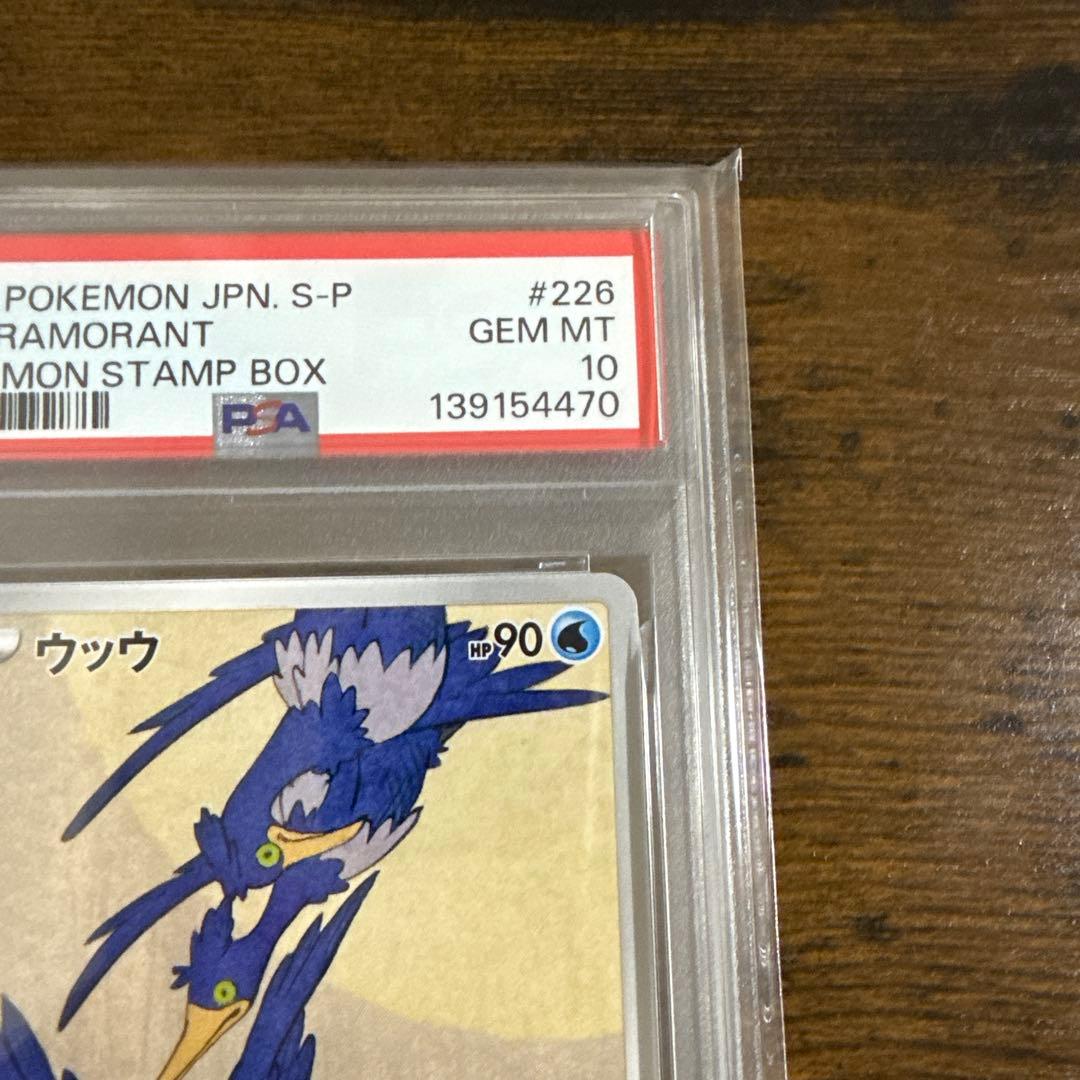 POKEMON JPN. S-P #226
RAMORANT GEM MT
MON STAMP BOX 10
PSA 139154470
ウッウ HP90